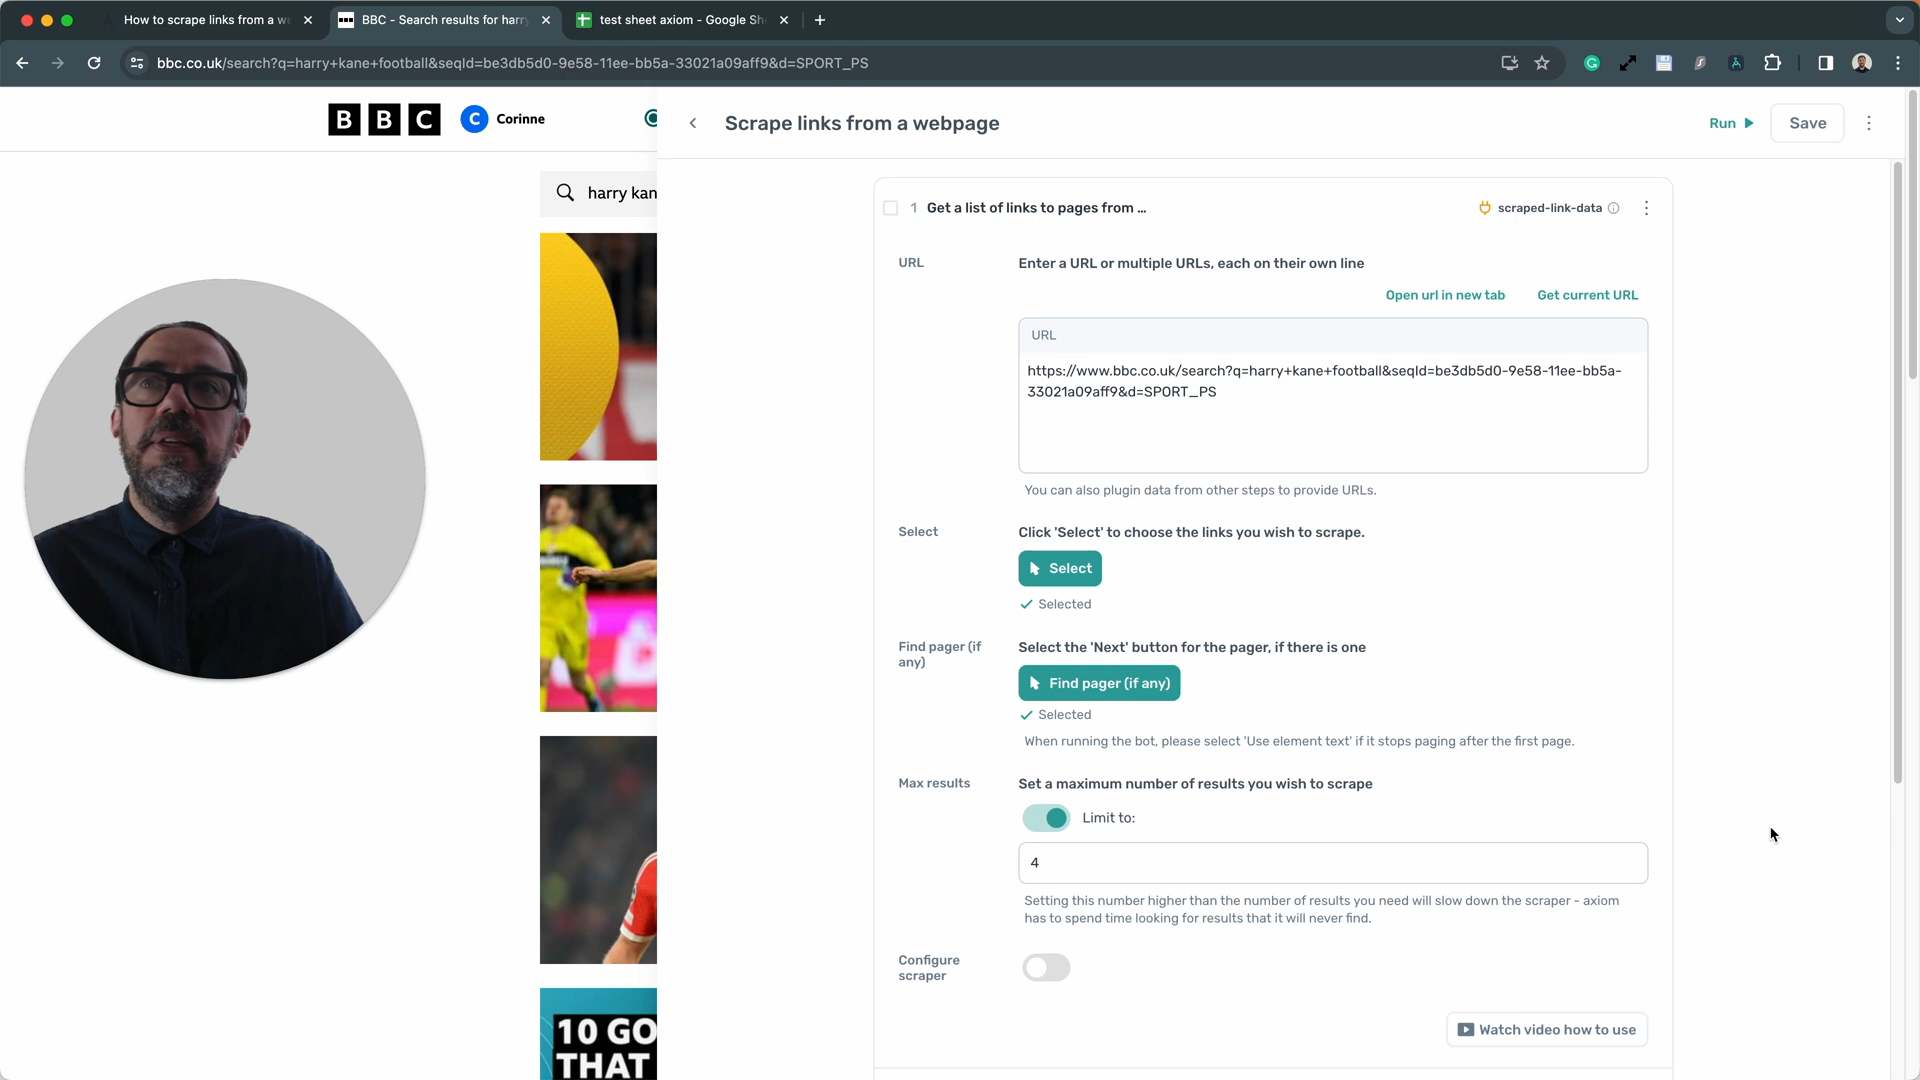 How to scrape links from a we
BBC - Search results for harry
test sheet axiom - Google Sh
bbc.co.uk/search?q=harry+kane+football&seqId=be3db5d0-9e58-11ee-bb5a-33021a09aff9&d=SPORT_PS
BBC
C Corinne
harry kan
10 GO
THAT
Scrape links from a webpage
Run
Save
1 Get a list of links to pages from ...
scraped-link-data
URL
Enter a URL or multiple URLs, each on their own line
Open url in new tab
Get current URL
URL
https://www.bbc.co.uk/search?q=harry+kane+football&seqId=be3db5d0-9e58-11ee-bb5a-
33021a09aff9&d=SPORT_PS
You can also plugin data from other steps to provide URLs.
Select
Click 'Select' to choose the links you wish to scrape.
Select
Selected
Find pager (if
any)
Select the 'Next' button for the pager, if there is one
Find pager (if any)
Selected
When running the bot, please select 'Use element text' if it stops paging after the first page.
Max results
Set a maximum number of results you wish to scrape
Limit to:
4
Setting this number higher than the number of results you need will slow down the scraper - axiom
has to spend time looking for results that it will never find.
Configure
scraper
Watch video how to use